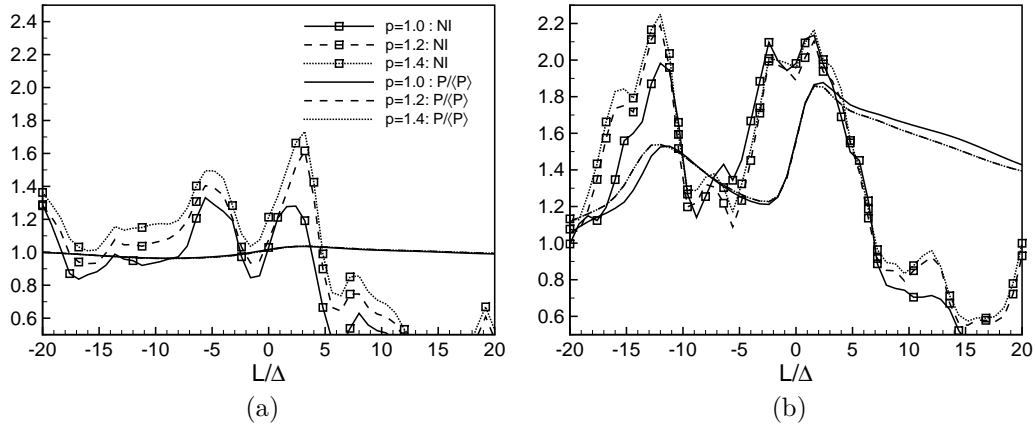 2.4
2.2
2.0
1.8
1.6
1.4
1.2
1.0
0.8
0.6
-20 -15 -10 -5 0 5 10 15 20
L/Δ
p=1.0 : NI
p=1.2: NI
p=1.4: NI
p=1.0 : P/⟨P⟩
p=1.2 : P/⟨P⟩
p=1.4: P/⟨P⟩
(a)
2.2
2.0
1.8
1.6
1.4
1.2
1.0
0.8
0.6
-20 -15 -10 -5 0 5 10 15 20
L/Δ
(b)